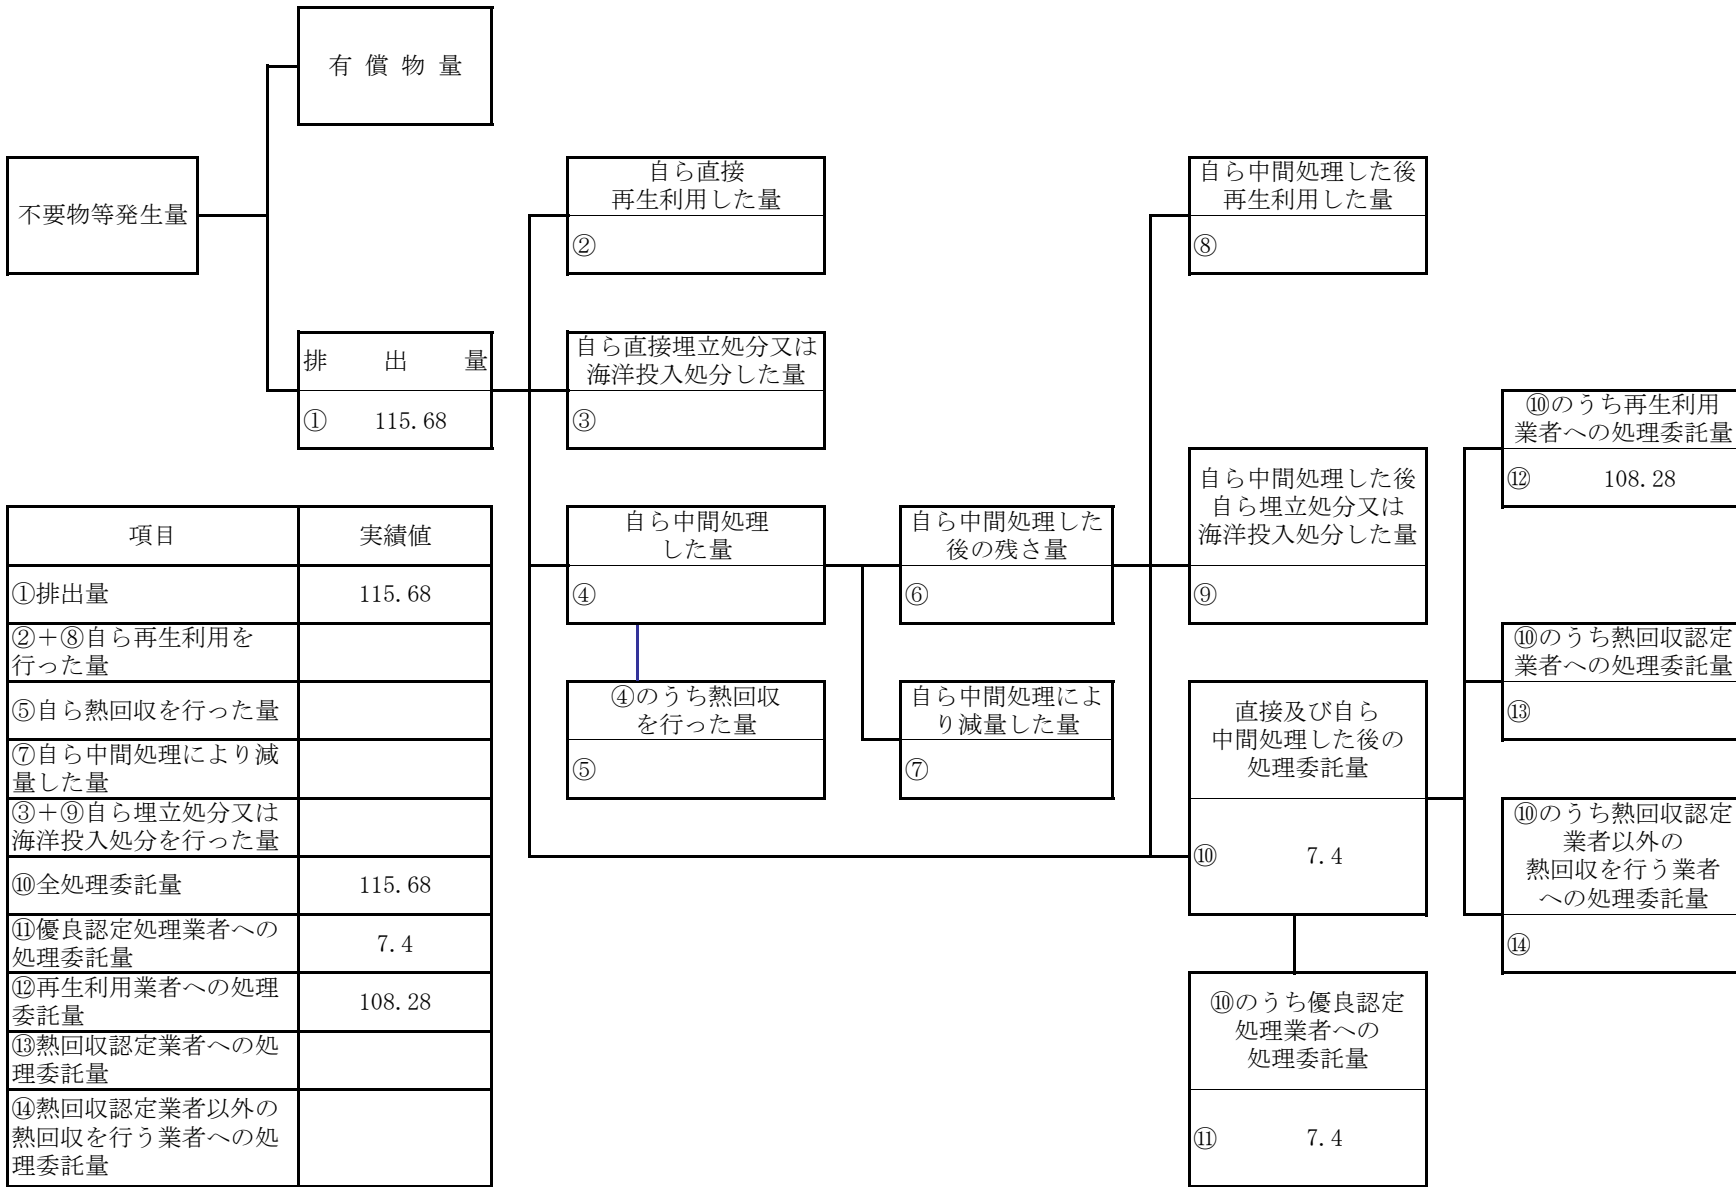 有 償 物 量
不要物等発生量
自ら直接
再生利用した量
②
自ら中間処理した後
再生利用した量
⑧
排 出 量
① 115.68
自ら直接埋立処分又は
海洋投入処分した量
③
⑩のうち再生利用
業者への処理委託量
⑫ 108.28
自ら中間処理
した量
④
自ら中間処理した
後の残さ量
⑥
自ら中間処理した後
自ら埋立処分又は
海洋投入処分した量
⑨
⑩のうち熱回収認定
業者への処理委託量
⑬
④のうち熱回収
を行った量
⑤
自ら中間処理によ
り減量した量
⑦
直接及び自ら
中間処理した後の
処理委託量
⑩ 7.4
⑩のうち熱回収認定
業者以外の
熱回収を行う業者
への処理委託量
⑭
⑩のうち優良認定
処理業者への
処理委託量
⑪ 7.4
項目 実績値
①排出量 115.68
②＋⑧自ら再生利用を
行った量
⑤自ら熱回収を行った量
⑦自ら中間処理により減
量した量
③＋⑨自ら埋立処分又は
海洋投入処分を行った量
⑩全処理委託量 115.68
⑪優良認定処理業者への
処理委託量 7.4
⑫再生利用業者への処理
委託量 108.28
⑬熱回収認定業者への処
理委託量
⑭熱回収認定業者以外の
熱回収を行う業者への処
理委託量